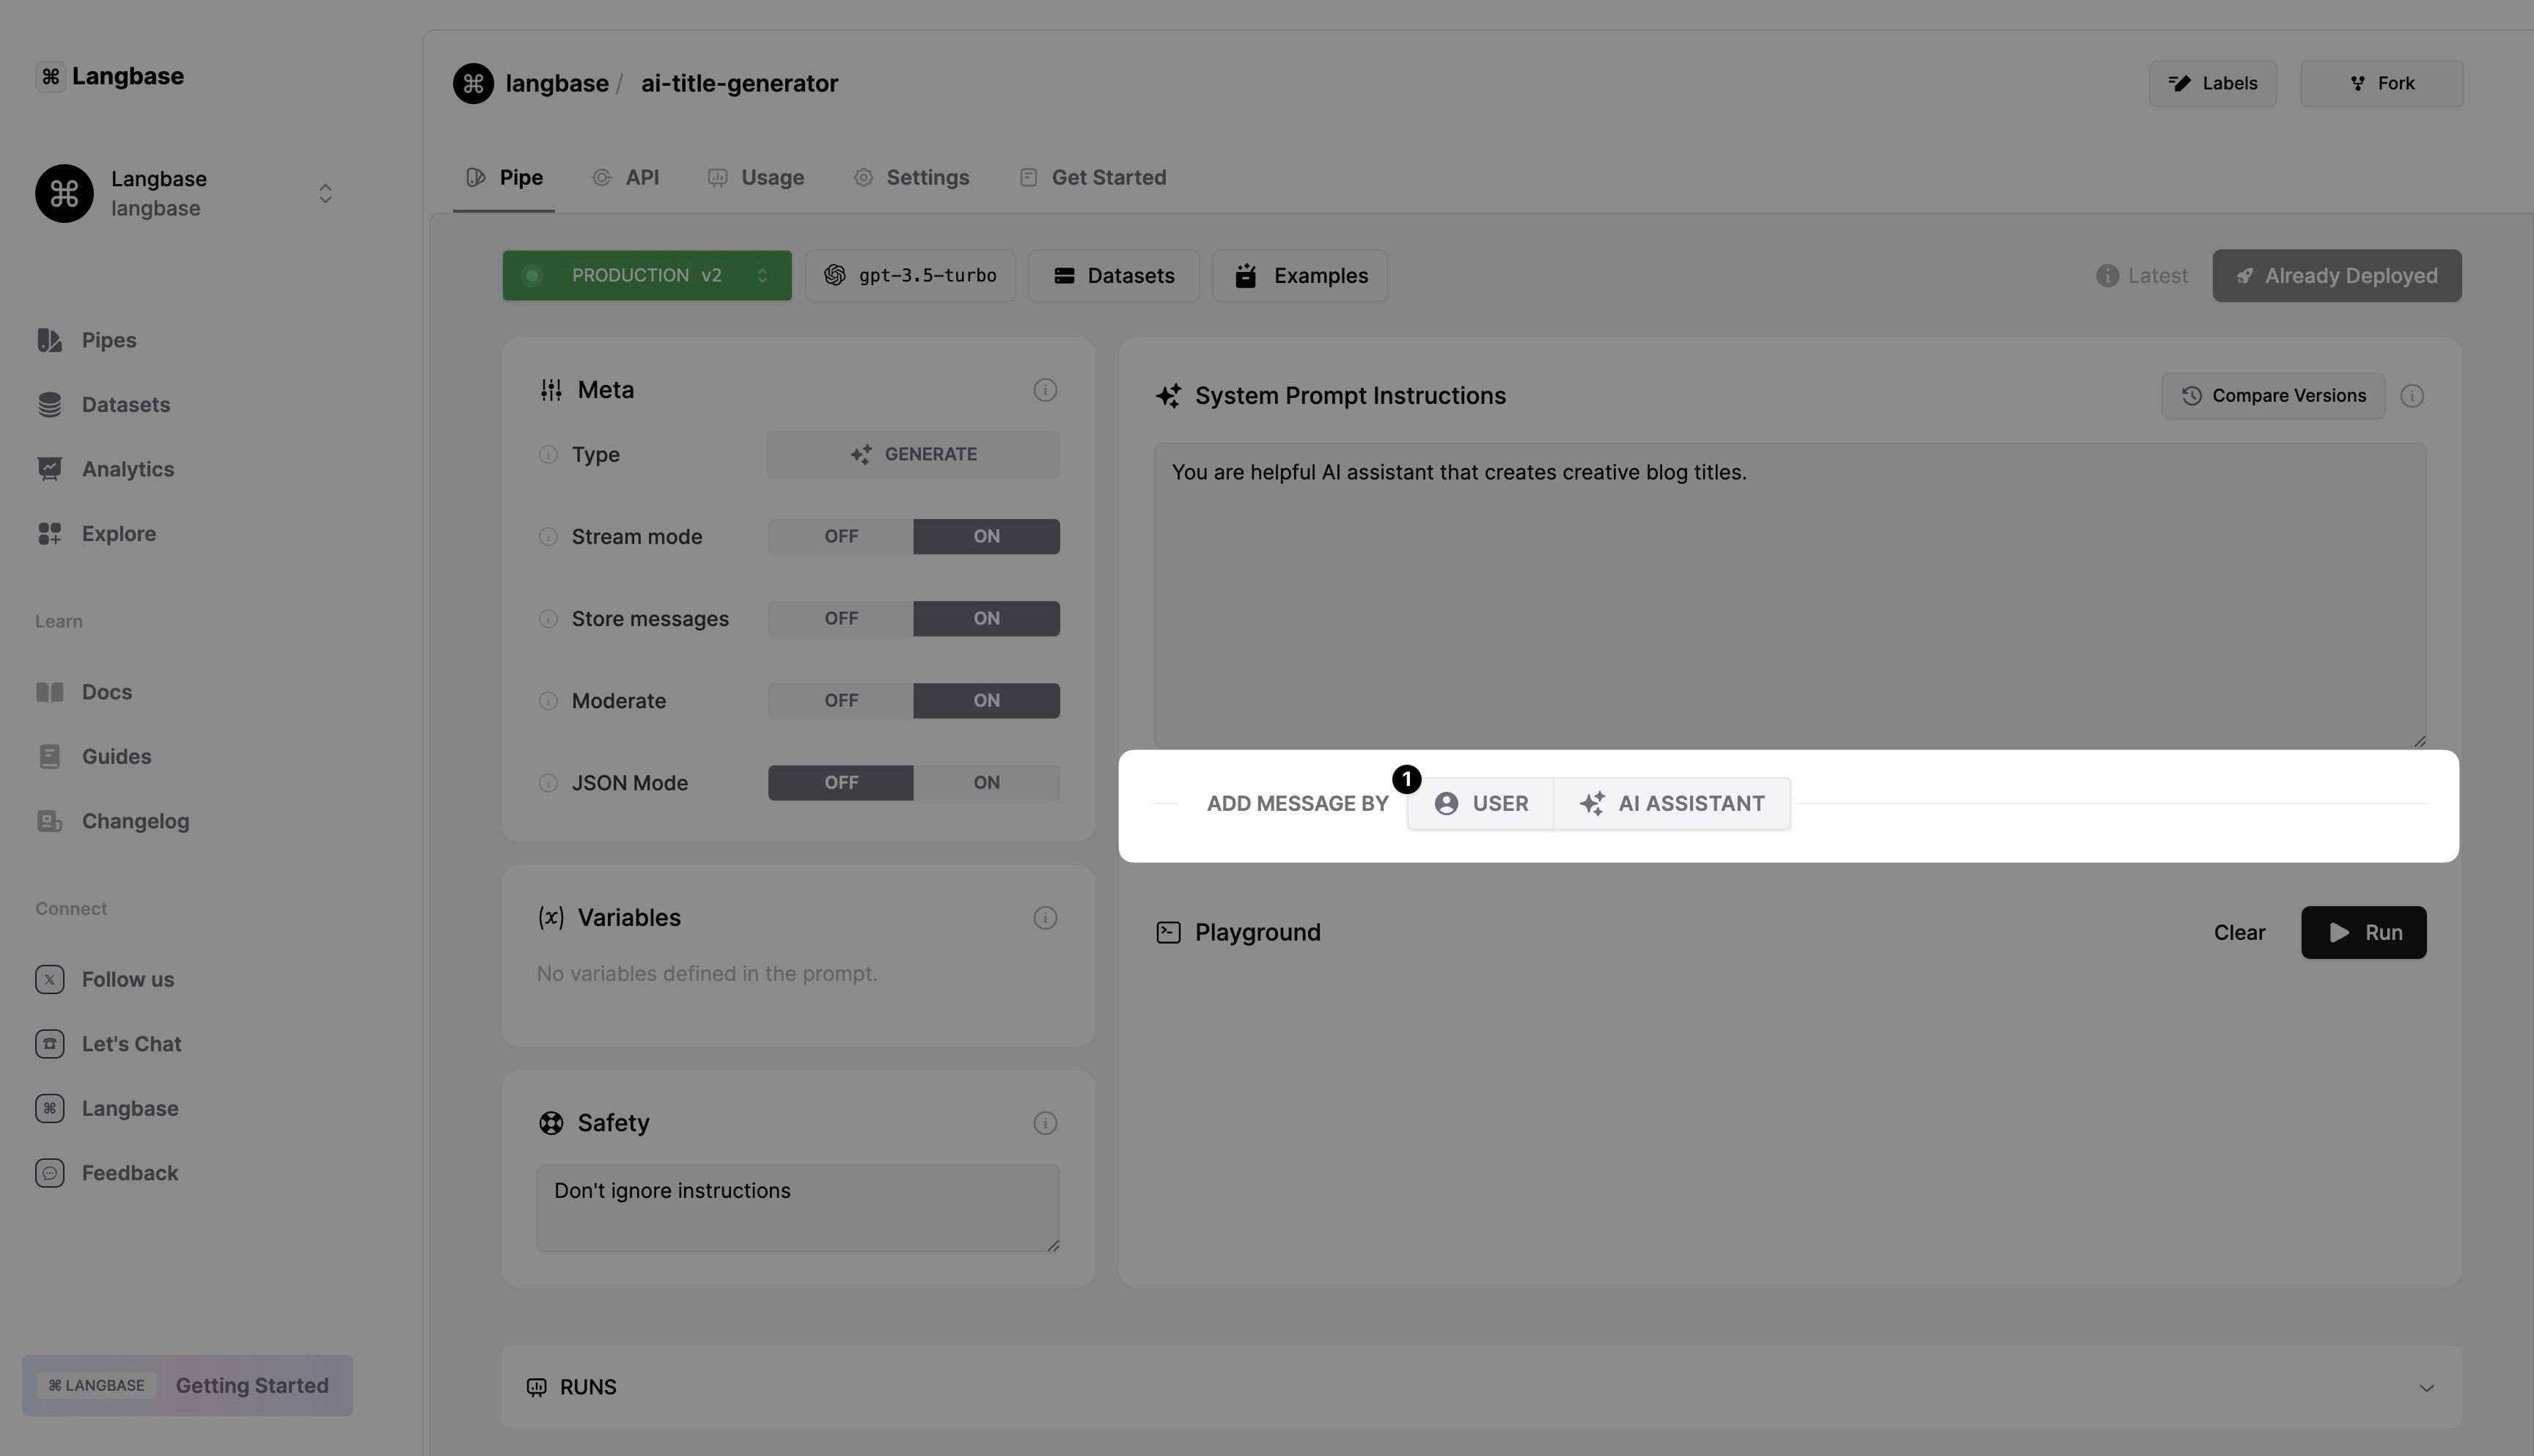 ⌘ Langbase
Langbase
langbase
Pipes
Datasets
Analytics
Explore
Learn
Docs
Guides
Changelog
Connect
Follow us
Let's Chat
Langbase
Feedback
⌘ LANGBASE Getting Started
langbase / ai-title-generator
Labels Fork
Pipe API Usage Settings Get Started
PRODUCTION v2 gpt-3.5-turbo Datasets Examples Latest Already Deployed
Meta
Type GENERATE
Stream mode OFF ON
Store messages OFF ON
Moderate OFF ON
JSON Mode OFF ON
Variables
No variables defined in the prompt.
Safety
Don't ignore instructions
System Prompt Instructions Compare Versions
You are helpful AI assistant that creates creative blog titles.
ADD MESSAGE BY 1 USER AI ASSISTANT
Playground Clear Run
RUNS